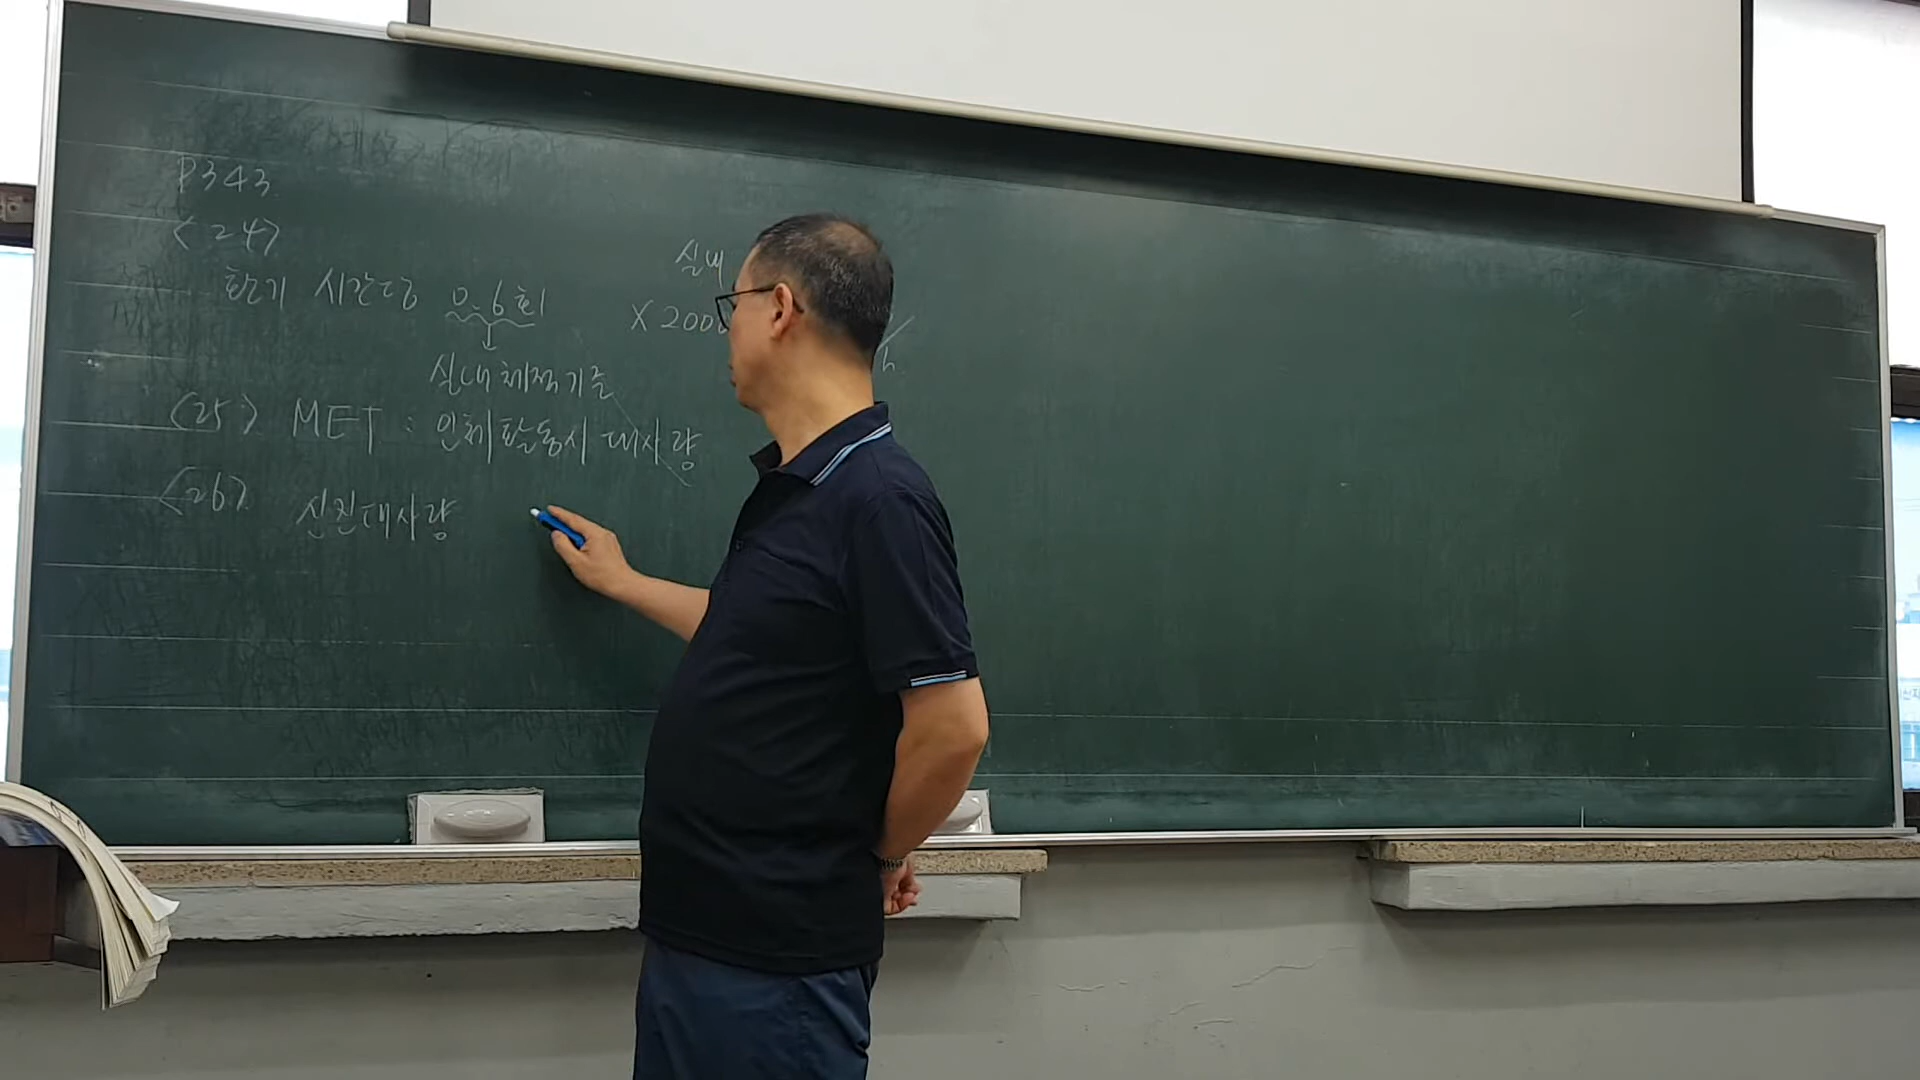 P343
<24>
환기 시간당 0.6회
실내
X 200
h
실내체적기준
<25> MET : 인체활동시 대사량
<26> 신진대사량